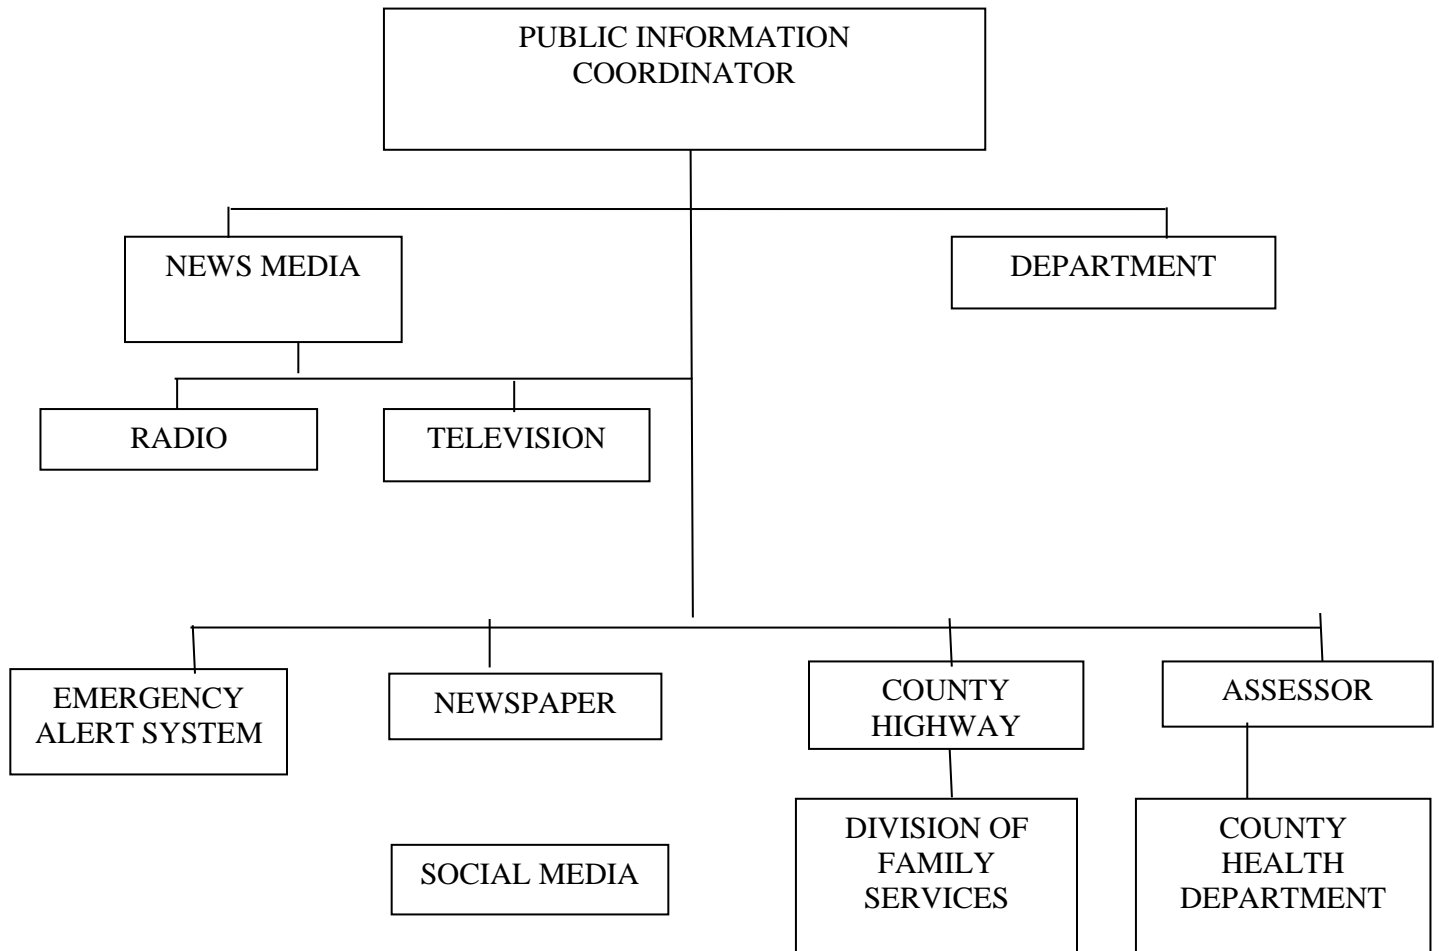 PUBLIC INFORMATION
COORDINATOR
NEWS MEDIA
DEPARTMENT
RADIO
TELEVISION
EMERGENCY
ALERT SYSTEM
NEWSPAPER
COUNTY
HIGHWAY
ASSESSOR
SOCIAL MEDIA
DIVISION OF
FAMILY
SERVICES
COUNTY
HEALTH
DEPARTMENT